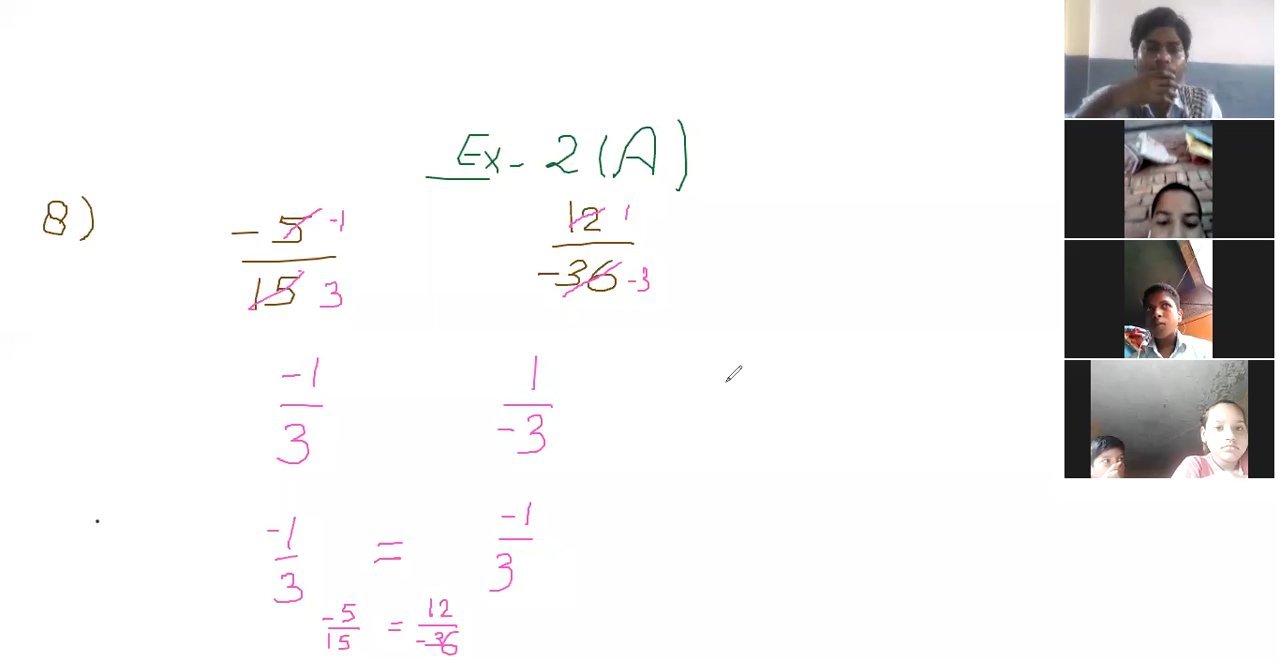 Ex- 2(A)
8) -5/15 -1 3 12/-36 1 -3
-1/3 1/-3
-1/3 = -1/3
-5/15 = 12/-36